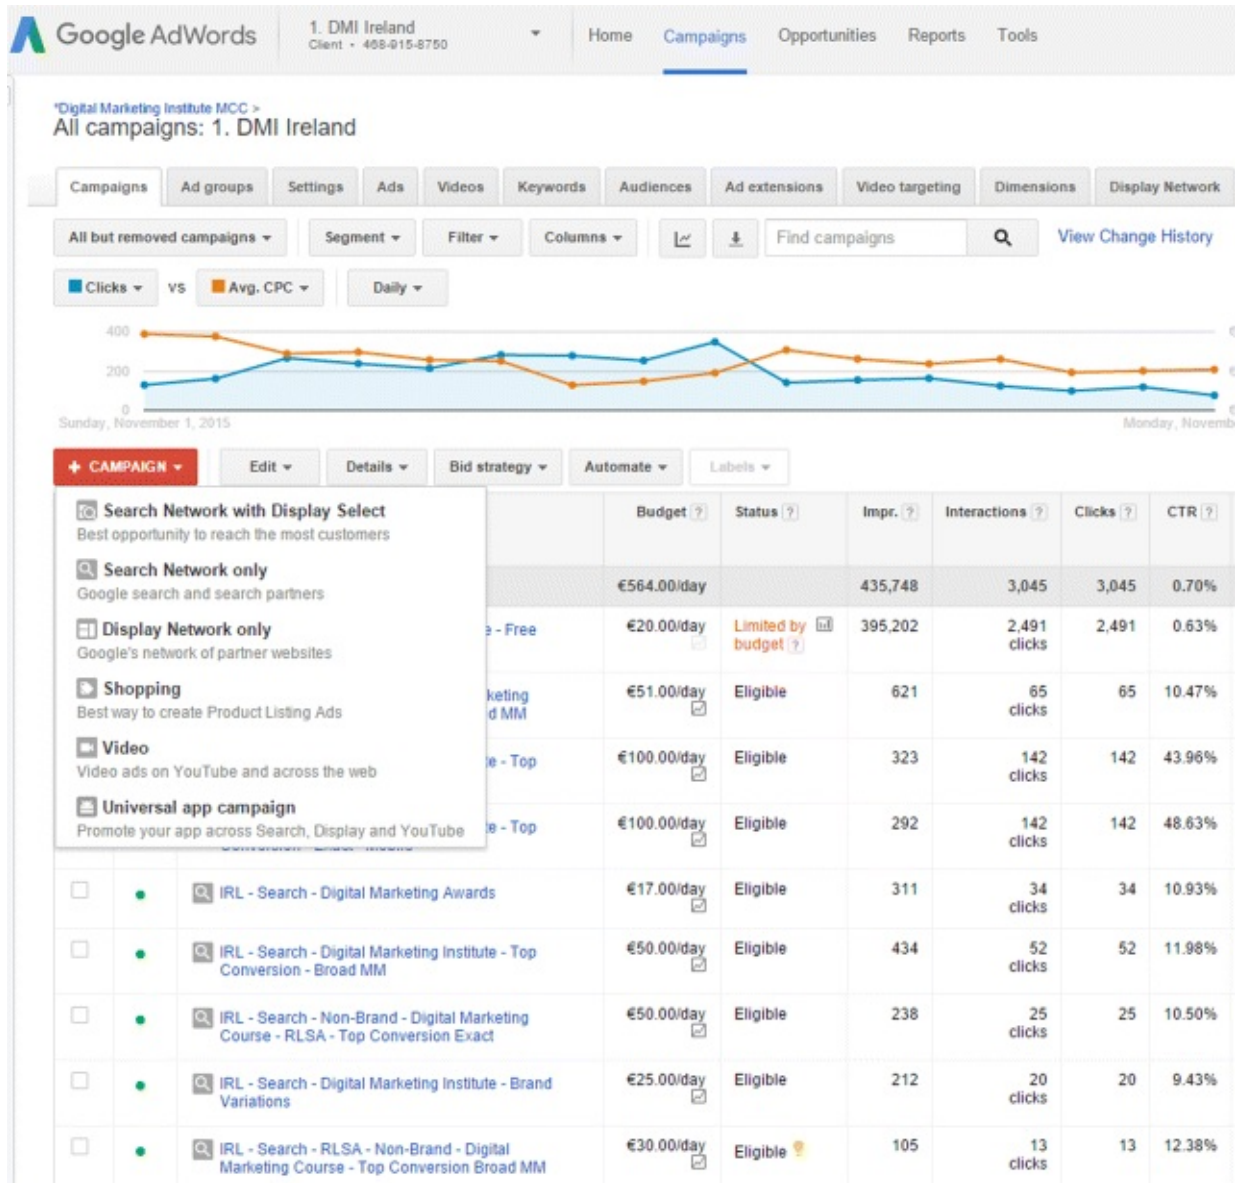 Google AdWords
1. DMI Ireland
Client • 468-915-8750
Home Campaigns Opportunities Reports Tools
*Digital Marketing Institute MCC >
All campaigns: 1. DMI Ireland
Campaigns Ad groups Settings Ads Videos Keywords Audiences Ad extensions Video targeting Dimensions Display Network
All but removed campaigns Segment Filter Columns Find campaigns View Change History
Clicks vs Avg. CPC Daily
400
200
0
Sunday, November 1, 2015 Monday, Novemb
+ CAMPAIGN Edit Details Bid strategy Automate Labels
Search Network with Display Select
Best opportunity to reach the most customers
Search Network only
Google search and search partners
Display Network only
Google's network of partner websites
Shopping
Best way to create Product Listing Ads
Video
Video ads on YouTube and across the web
Universal app campaign
Promote your app across Search, Display and YouTube
Budget ? Status ? Impr. ? Interactions ? Clicks ? CTR ?
€564.00/day 435,748 3,045 3,045 0.70%
e - Free €20.00/day Limited by 395,202 2,491 2,491 0.63%
budget ? clicks
keting €51.00/day Eligible 621 65 65 10.47%
d MM clicks
te - Top €100.00/day Eligible 323 142 142 43.96%
clicks
te - Top €100.00/day Eligible 292 142 142 48.63%
clicks
IRL - Search - Digital Marketing Awards €17.00/day Eligible 311 34 34 10.93%
clicks
IRL - Search - Digital Marketing Institute - Top €50.00/day Eligible 434 52 52 11.98%
Conversion - Broad MM clicks
IRL - Search - Non-Brand - Digital Marketing €50.00/day Eligible 238 25 25 10.50%
Course - RLSA - Top Conversion Exact clicks
IRL - Search - Digital Marketing Institute - Brand €25.00/day Eligible 212 20 20 9.43%
Variations clicks
IRL - Search - RLSA - Non-Brand - Digital €30.00/day Eligible 105 13 13 12.38%
Marketing Course - Top Conversion Broad MM clicks